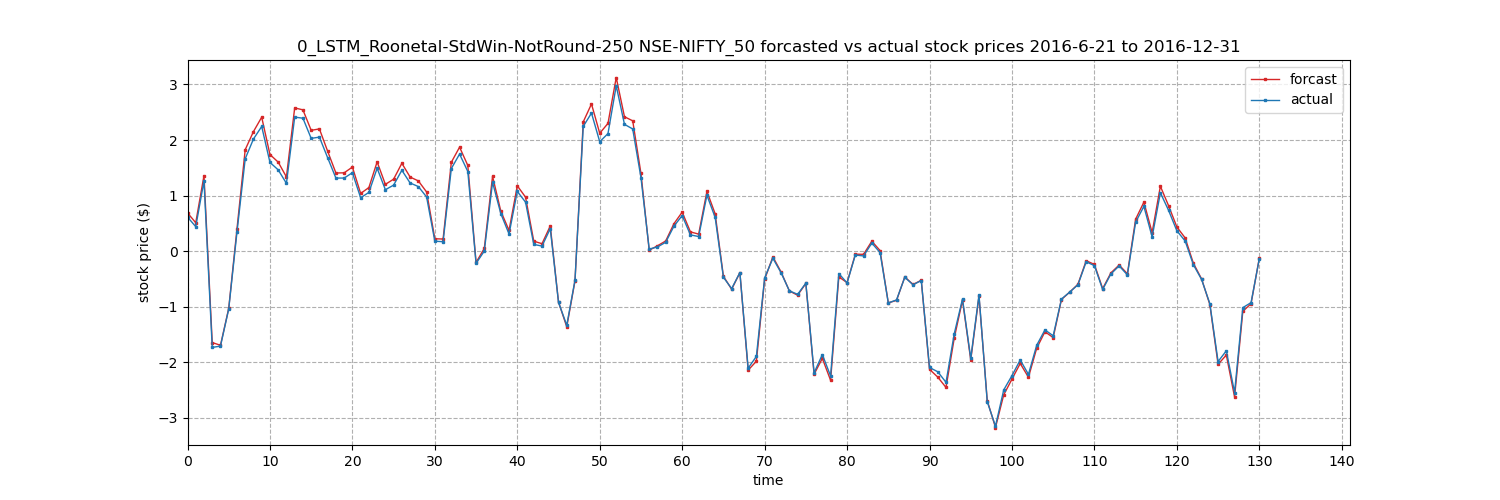 0_LSTM_Roonetal-StdWin-NotRound-250 NSE-NIFTY_50 forcasted vs actual stock prices 2016-6-21 to 2016-12-31
forcast
actual
stock price ($)
3
2
1
0
−1
−2
−3
0 10 20 30 40 50 60 70 80 90 100 110 120 130 140
time